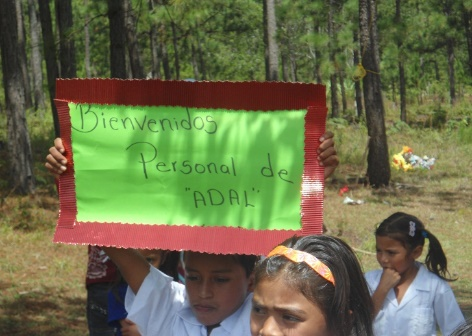 Bienvenidos
Personal de
"ADAL"